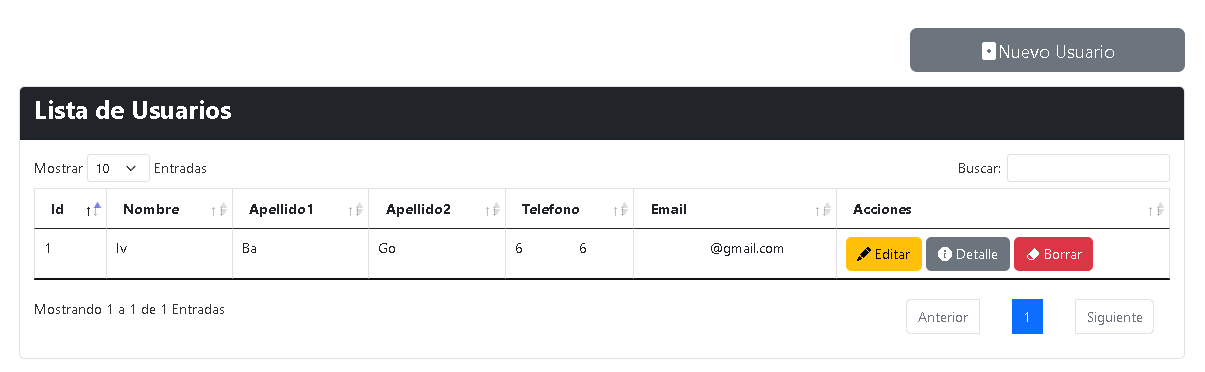 Nuevo Usuario
Lista de Usuarios
Mostrar 10 Entradas Buscar:
Id Nombre Apellido1 Apellido2 Telefono Email Acciones
1 Iv Ba Go 6 6 @gmail.com Editar Detalle Borrar
Mostrando 1 a 1 de 1 Entradas Anterior 1 Siguiente